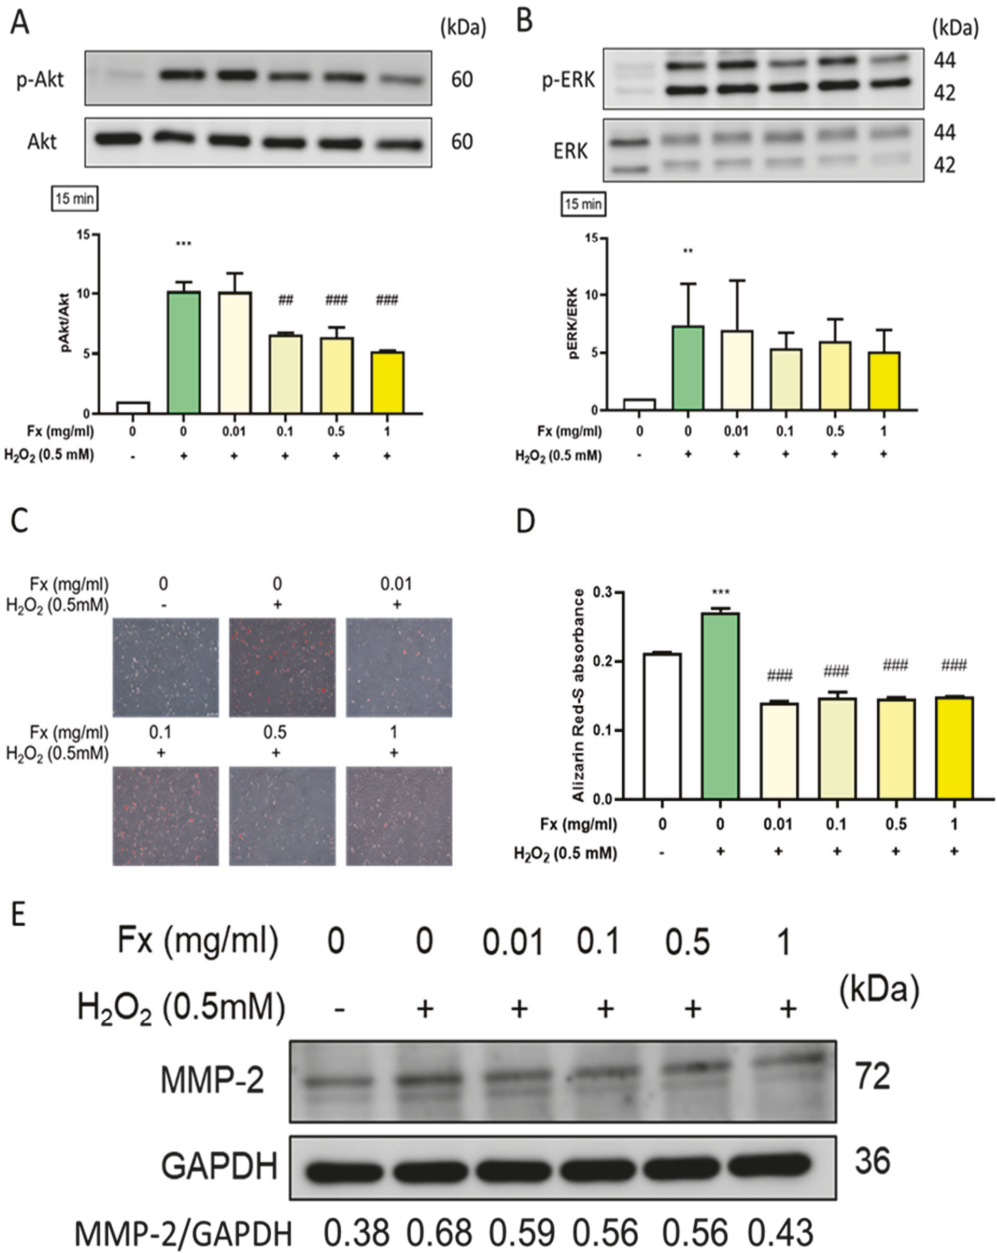 A
(kDa)
p-Akt 60
Akt 60
15 min
pAkt/Akt
15
10
5
0
***
## ### ###
Fx (mg/ml) 0 0 0.01 0.1 0.5 1
H₂O₂ (0.5 mM) - + + + + +
B
(kDa)
p-ERK 44
42
ERK 44
42
15 min
pERK/ERK
15
10
5
0
**
Fx (mg/ml) 0 0 0.01 0.1 0.5 1
H₂O₂ (0.5 mM) - + + + + +
C
Fx (mg/ml) 0 0 0.01
H₂O₂ (0.5mM) - + +
Fx (mg/ml) 0.1 0.5 1
H₂O₂ (0.5mM) + + +
D
Alizarin Red-S absorbance
0.3
0.2
0.1
0.0
***
### ### ### ###
Fx (mg/ml) 0 0 0.01 0.1 0.5 1
H₂O₂ (0.5 mM) - + + + + +
E
Fx (mg/ml) 0 0 0.01 0.1 0.5 1
H₂O₂ (0.5mM) - + + + + +
(kDa)
MMP-2 72
GAPDH 36
MMP-2/GAPDH 0.38 0.68 0.59 0.56 0.56 0.43